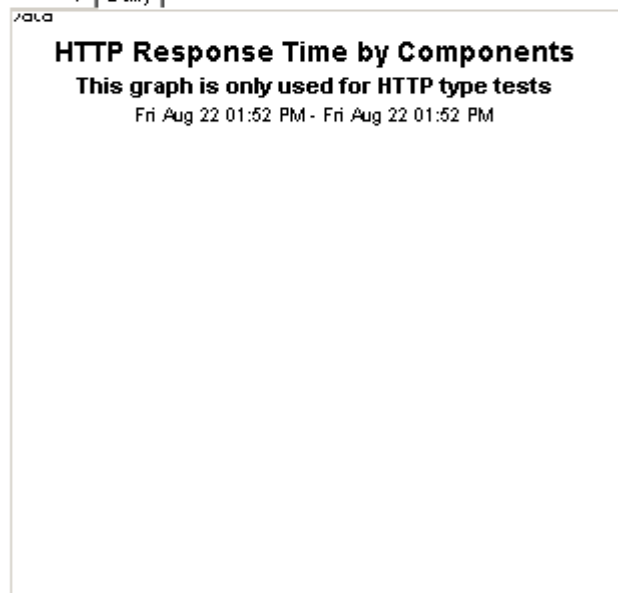 Daily
HTTP Response Time by Components
This graph is only used for HTTP type tests
Fri Aug 22 01:52 PM - Fri Aug 22 01:52 PM